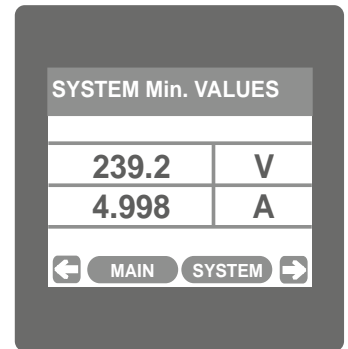 SYSTEM Min. VALUES
239.2 V
4.998 A
MAIN SYSTEM